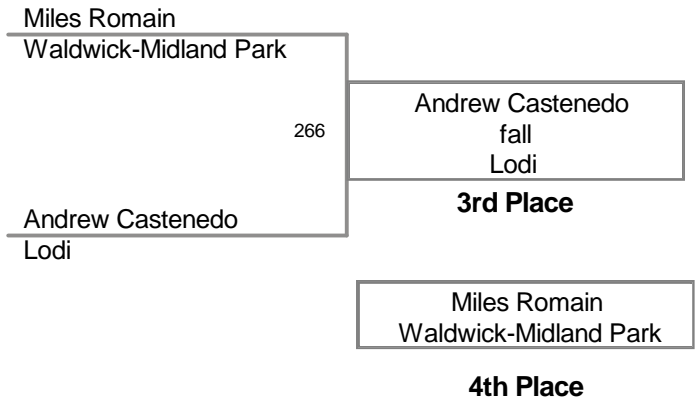 Miles Romain
Waldwick-Midland Park
266
Andrew Castenedo
fall
Lodi
3rd Place
Andrew Castenedo
Lodi
Miles Romain
Waldwick-Midland Park
4th Place